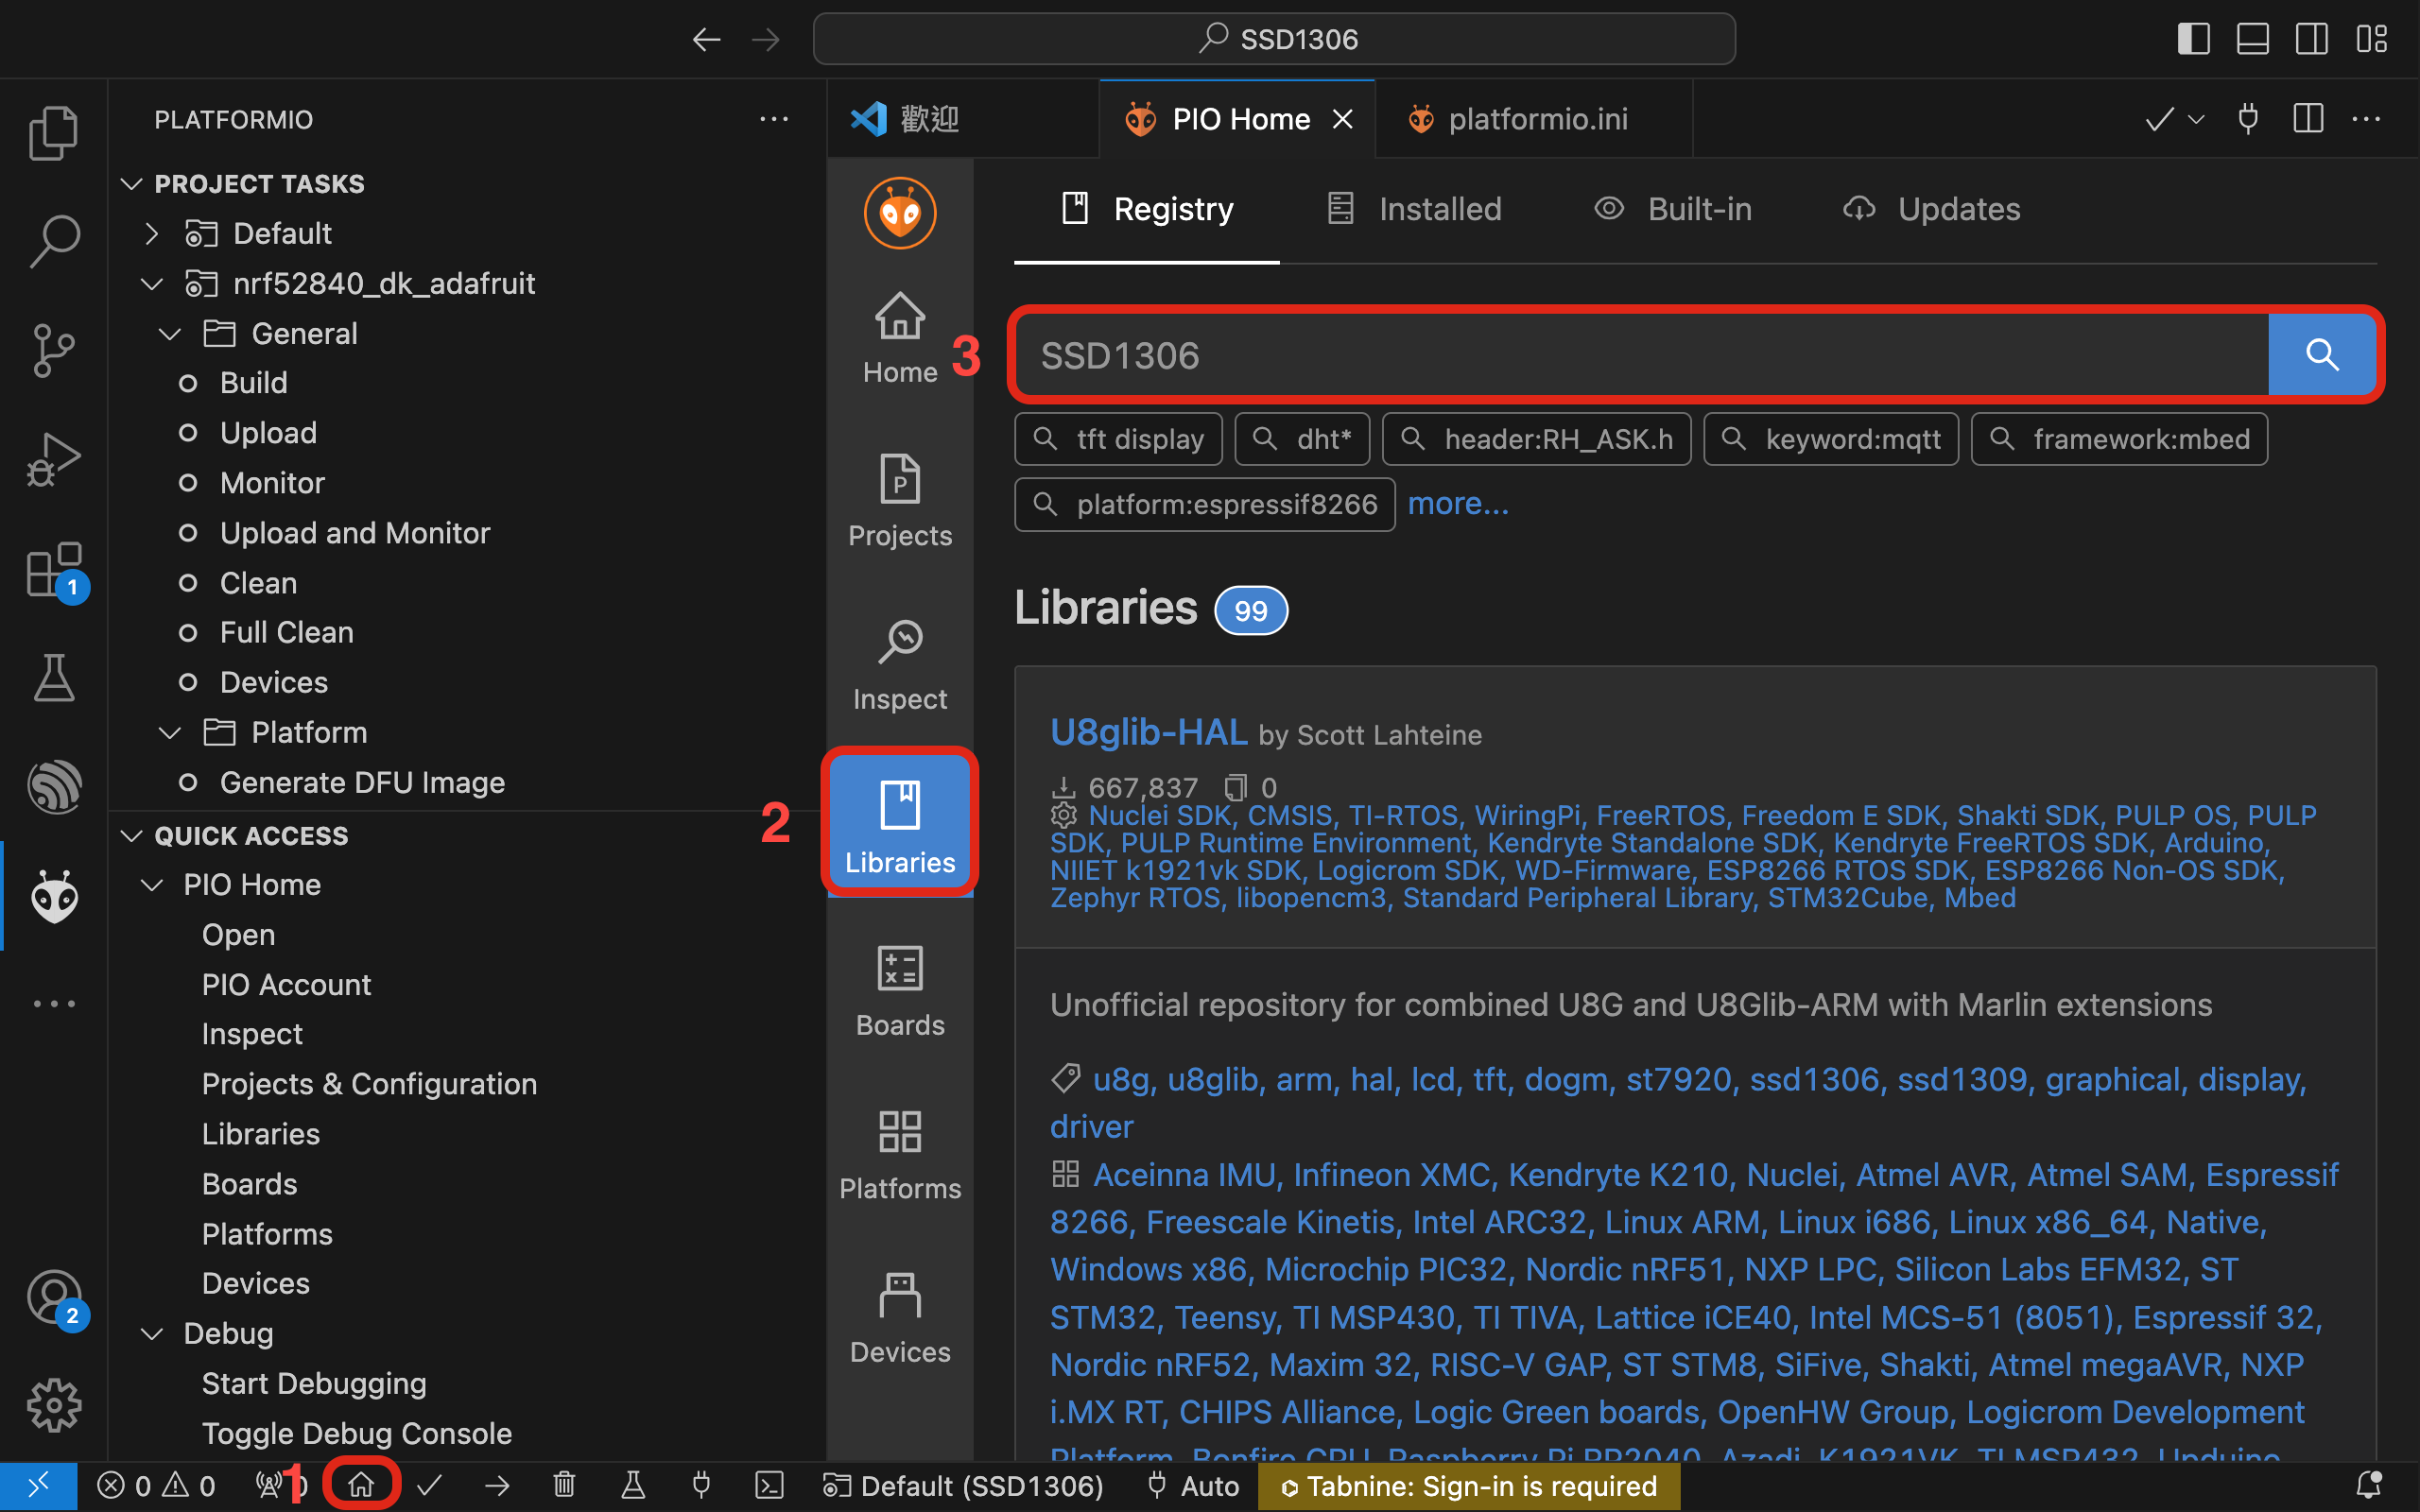 SSD1306
PLATFORMIO
PROJECT TASKS
Default
nrf52840_dk_adafruit
General
Build
Upload
Monitor
Upload and Monitor
Clean
Full Clean
Devices
Platform
Generate DFU Image
QUICK ACCESS
PIO Home
Open
PIO Account
Inspect
Projects & Configuration
Libraries
Boards
Platforms
Devices
Debug
Start Debugging
Toggle Debug Console
1
2
歡迎
PIO Home
platformio.ini
Home
P
Projects
Inspect
2
Libraries
Boards
Platforms
Devices
Registry
Installed
Built-in
Updates
3
SSD1306
tft display
dht*
header:RH_ASK.h
keyword:mqtt
framework:mbed
platform:espressif8266
more...
Libraries 99
U8glib-HAL by Scott Lahteine
667,837 0
Nuclei SDK, CMSIS, TI-RTOS, WiringPi, FreeRTOS, Freedom E SDK, Shakti SDK, PULP OS, PULP
SDK, PULP Runtime Environment, Kendryte Standalone SDK, Kendryte FreeRTOS SDK, Arduino,
NIIET k1921vk SDK, Logicrom SDK, WD-Firmware, ESP8266 RTOS SDK, ESP8266 Non-OS SDK,
Zephyr RTOS, libopencm3, Standard Peripheral Library, STM32Cube, Mbed
Unofficial repository for combined U8G and U8Glib-ARM with Marlin extensions
u8g, u8glib, arm, hal, lcd, tft, dogm, st7920, ssd1306, ssd1309, graphical, display,
driver
Aceinna IMU, Infineon XMC, Kendryte K210, Nuclei, Atmel AVR, Atmel SAM, Espressif
8266, Freescale Kinetis, Intel ARC32, Linux ARM, Linux i686, Linux x86_64, Native,
Windows x86, Microchip PIC32, Nordic nRF51, NXP LPC, Silicon Labs EFM32, ST
STM32, Teensy, TI MSP430, TI TIVA, Lattice iCE40, Intel MCS-51 (8051), Espressif 32,
Nordic nRF52, Maxim 32, RISC-V GAP, ST STM8, SiFive, Shakti, Atmel megaAVR, NXP
i.MX RT, CHIPS Alliance, Logic Green boards, OpenHW Group, Logicrom Development
Platform, Bonfire CPU, Raspberry Pi RP2040, Azadi, K1921VK, TI MSP432, Upduino
0 0 1 0 Default (SSD1306) Auto Tabnine: Sign-in is required